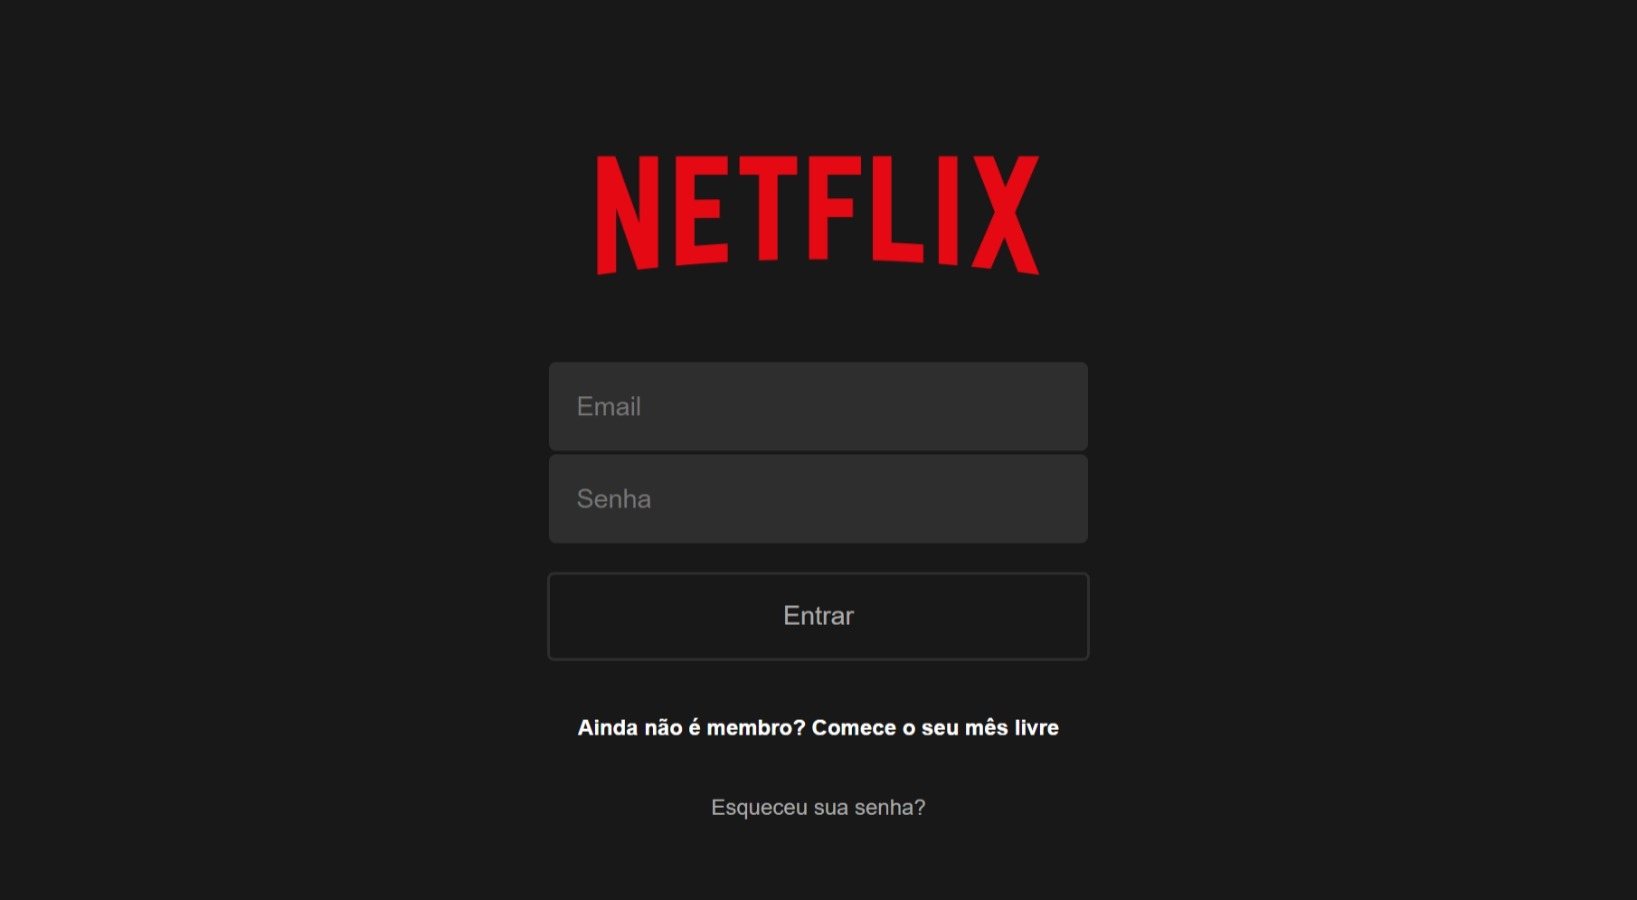 NETFLIX
Email
Senha
Entrar
Ainda não é membro? Comece o seu mês livre
Esqueceu sua senha?